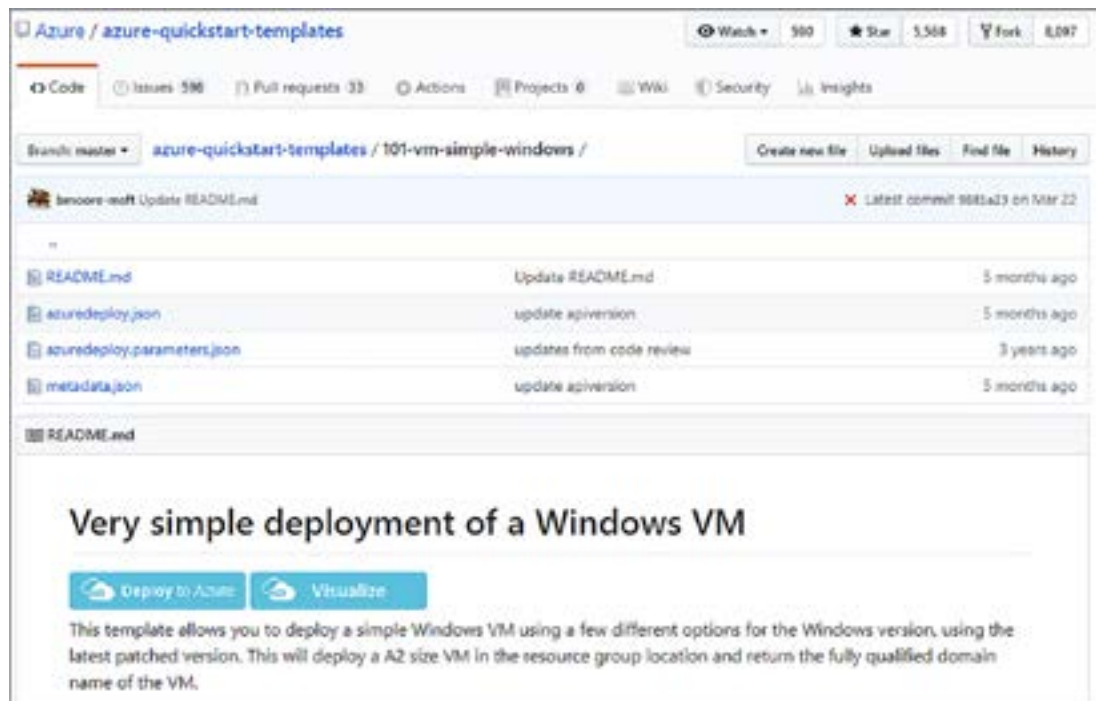 Azure / azure-quickstart-templates
Watch 500 Star 5,568 Fork 8,097
Code Issues 598 Pull requests 33 Actions Projects 0 Wiki Security Insights
Branch: master azure-quickstart-templates / 101-vm-simple-windows /
Create new file Upload files Find file History
Update README.md
Latest commit on Mar 22
..
README.md Update README.md 5 months ago
azuredeploy.json update apiversion 5 months ago
azuredeploy.parameters.json updates from code review 3 years ago
metadata.json update apiversion 5 months ago
README.md
Very simple deployment of a Windows VM
Deploy to Azure Visualize
This template allows you to deploy a simple Windows VM using a few different options for the Windows version, using the
latest patched version. This will deploy a A2 size VM in the resource group location and return the fully qualified domain
name of the VM.